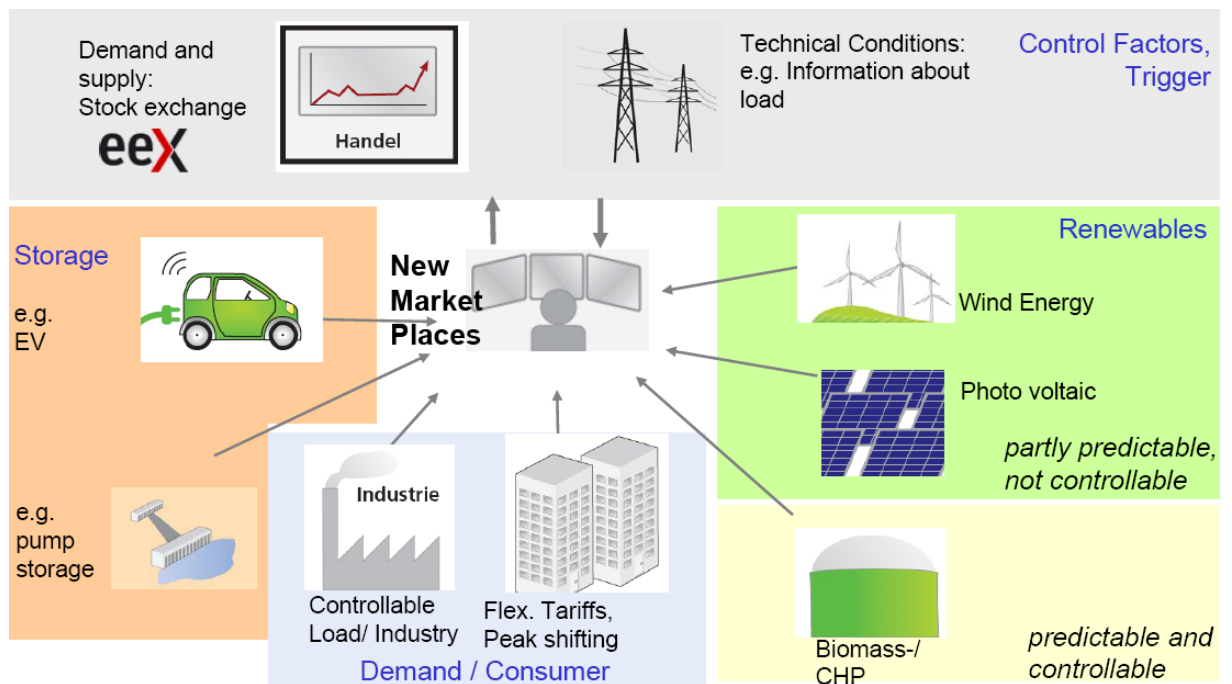 Demand and
supply:
Stock exchange
eex
Handel
Technical Conditions:
e.g. Information about
load
Control Factors,
Trigger
Storage
e.g.
EV
New
Market
Places
Renewables
Wind Energy
Photo voltaic
partly predictable,
not controllable
e.g.
pump
storage
Industrie
Controllable
Load/ Industry
Flex. Tariffs,
Peak shifting
Demand / Consumer
Biomass-/
CHP
predictable and
controllable